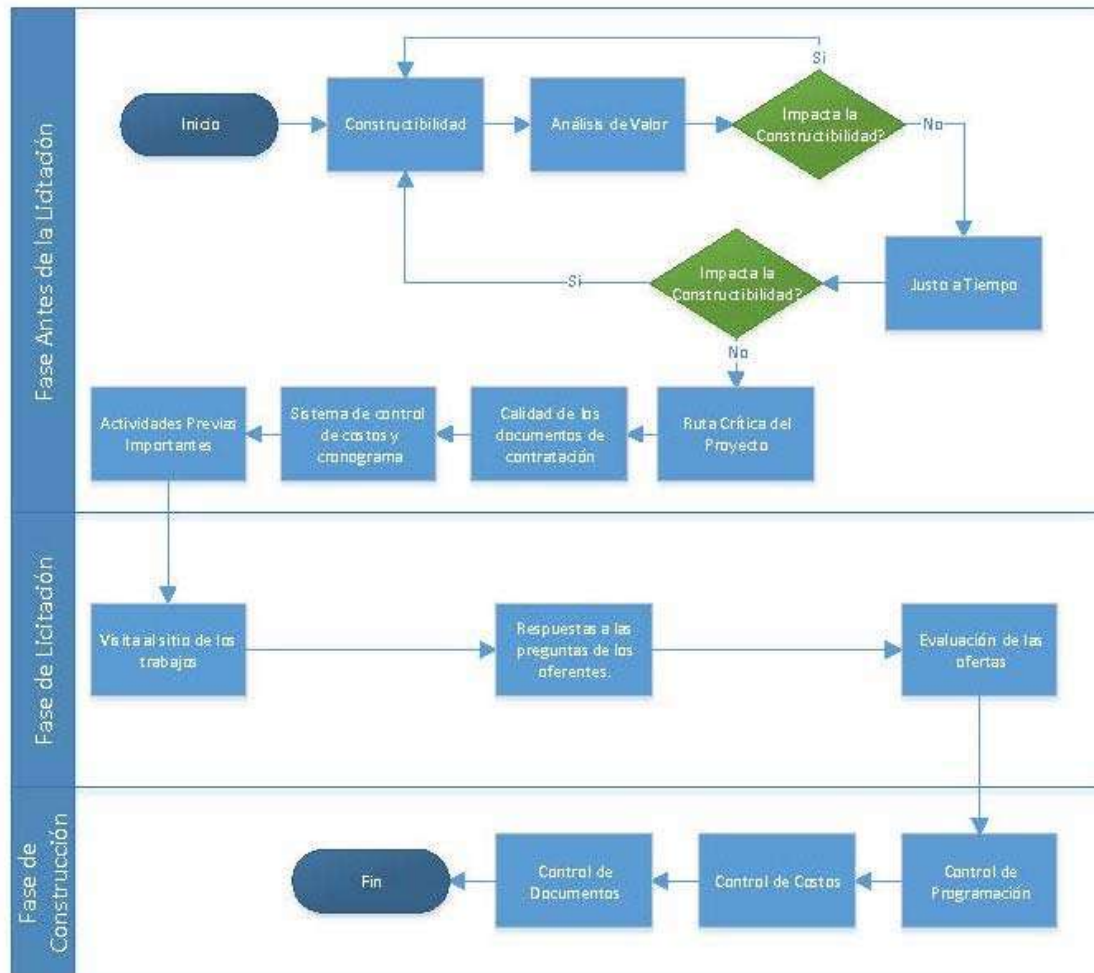 Fase Antes de la Licitación
Si
Inicio
Constructibilidad
Análisis de Valor
Impacta la
Constructibilidad?
No
Justo a Tiempo
Impacta la
Constructibilidad?
Si
No
Actividades Previas
Importantes
Sistema de control
de costos y
cronograma
Calidad de los
documentos de
contratación
Ruta Crítica del
Proyecto
Fase de Licitación
Visita al sitio de los
trabajos
Respuestas a las
preguntas de los
oferentes.
Evaluación de las
ofertas
Fase de
Construcción
Fin
Control de
Documentos
Control de Costos
Control de
Programación